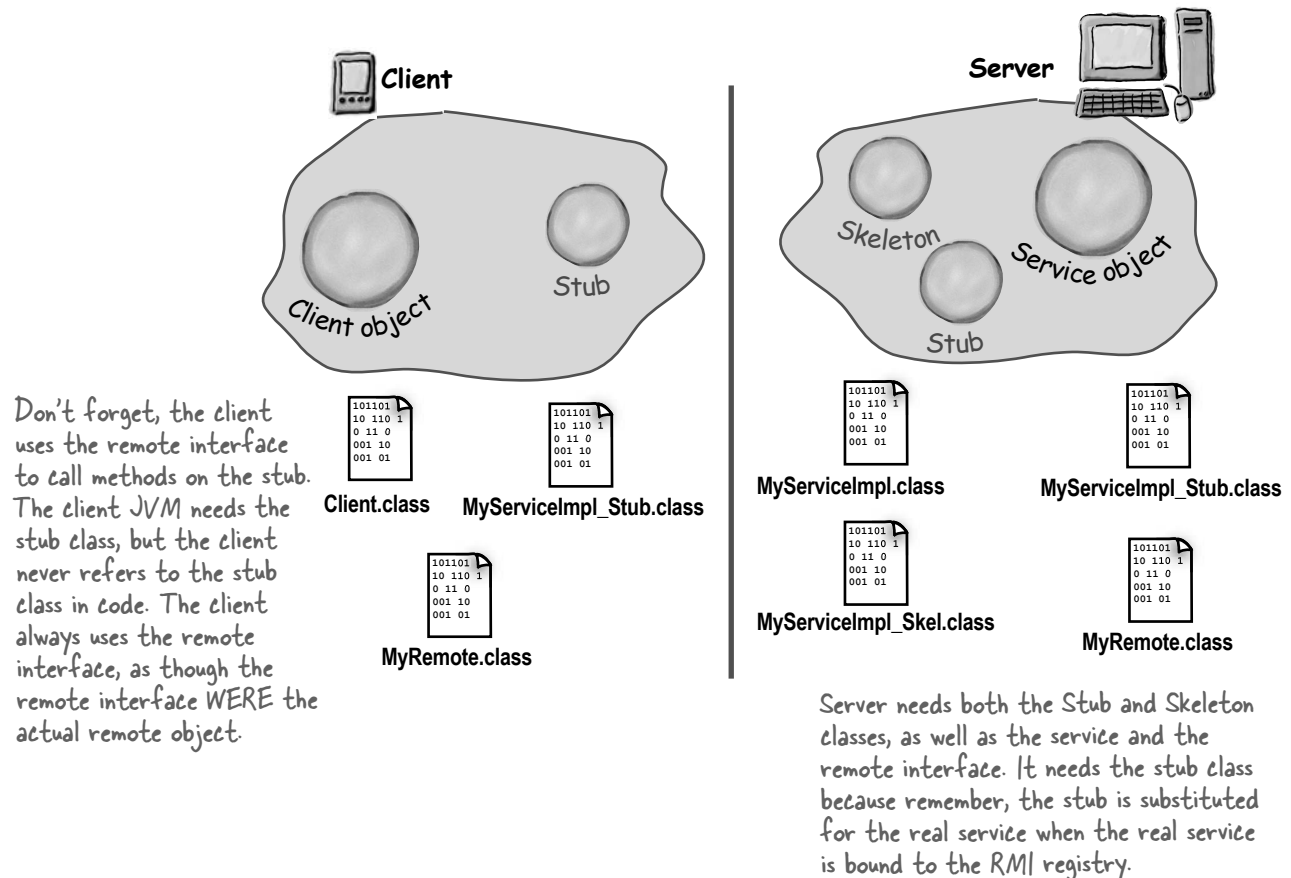 Client
Server
Client object
Stub
Skeleton
Service object
Stub
Don't forget, the client
uses the remote interface
to call methods on the stub.
The client JVM needs the
stub class, but the client
never refers to the stub
class in code. The client
always uses the remote
interface, as though the
remote interface WERE the
actual remote object.
101101
10 110 1
0 11 0
001 10
001 01
Client.class
101101
10 110 1
0 11 0
001 10
001 01
MyServiceImpl_Stub.class
101101
10 110 1
0 11 0
001 10
001 01
MyRemote.class
101101
10 110 1
0 11 0
001 10
001 01
MyServiceImpl.class
101101
10 110 1
0 11 0
001 10
001 01
MyServiceImpl_Stub.class
101101
10 110 1
0 11 0
001 10
001 01
MyServiceImpl_Skel.class
101101
10 110 1
0 11 0
001 10
001 01
MyRemote.class
Server needs both the Stub and Skeleton
classes, as well as the service and the
remote interface. It needs the stub class
because remember, the stub is substituted
for the real service when the real service
is bound to the RMI registry.